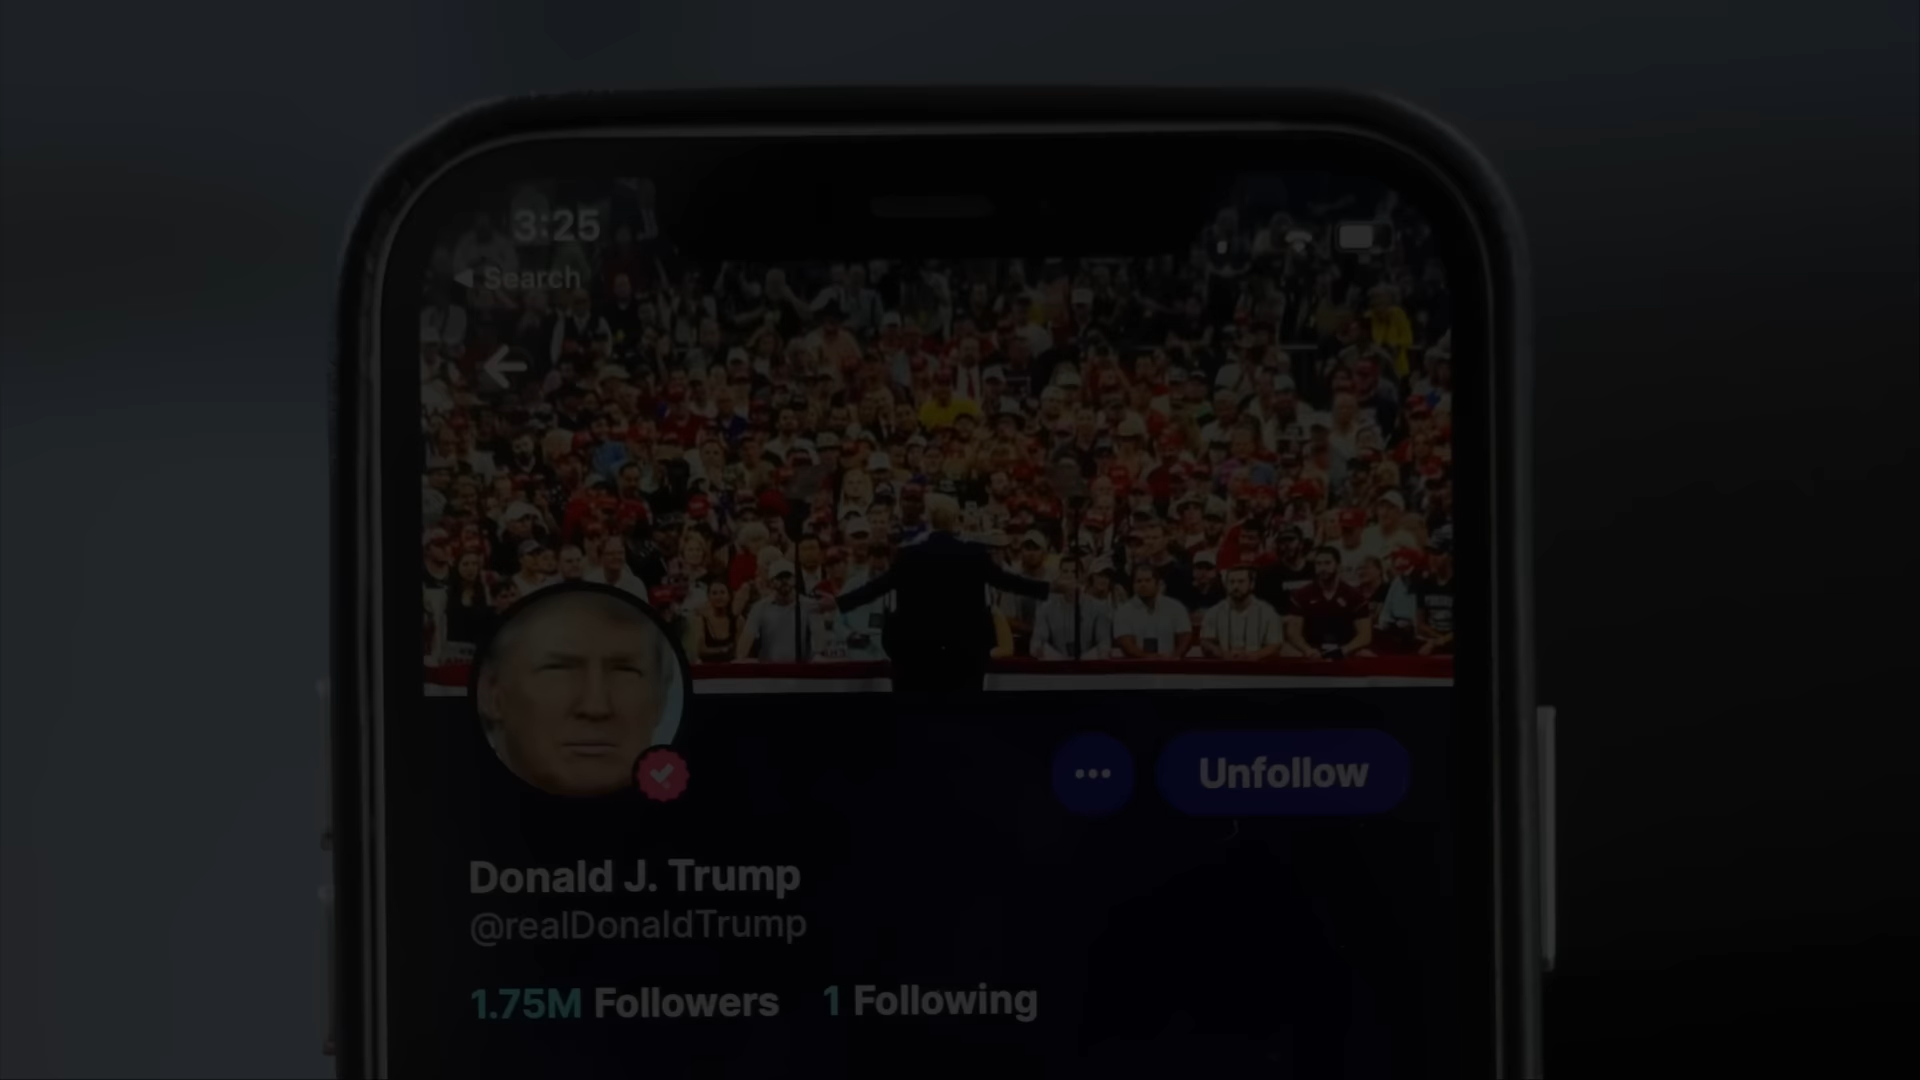 3:25
◀ Search
Unfollow
Donald J. Trump
@realDonaldTrump
1.75M Followers 1 Following